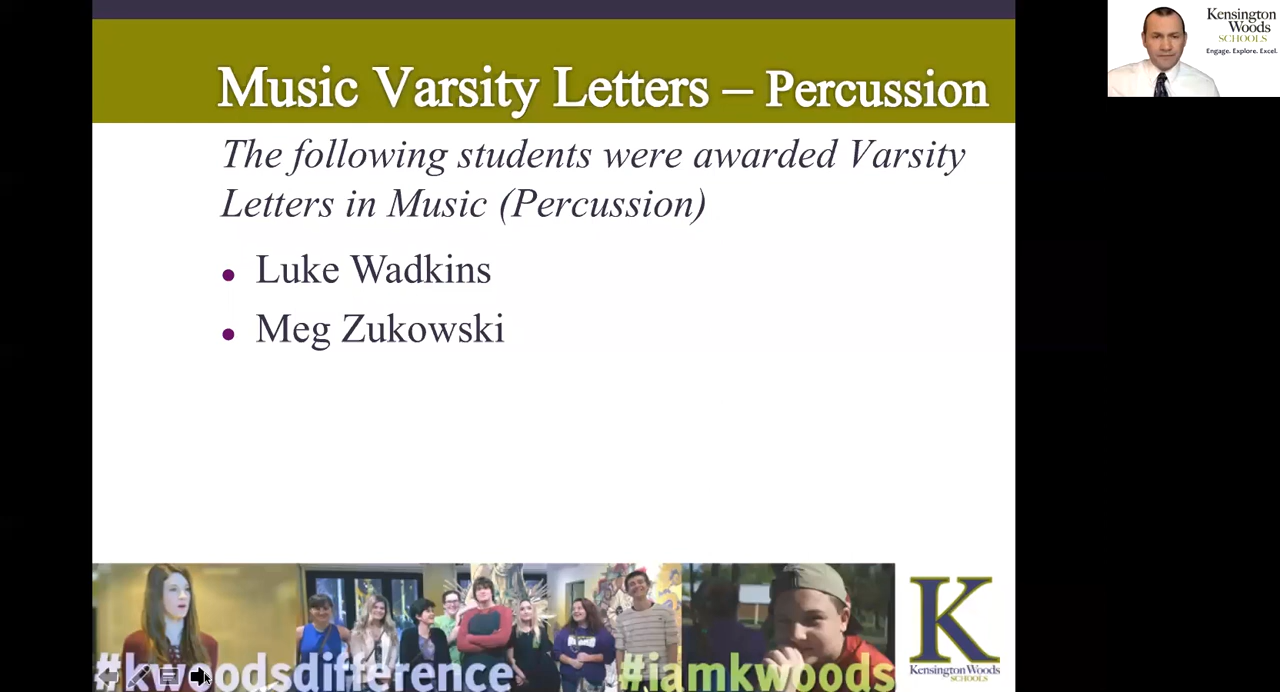 Music Varsity Letters – Percussion
Kensington
Woods
SCHOOLS
Engage. Explore. Excel.
The following students were awarded Varsity
Letters in Music (Percussion)
• Luke Wadkins
• Meg Zukowski
#kwoodsdifference
#iamkwoods
K
Kensington Woods
SCHOOLS